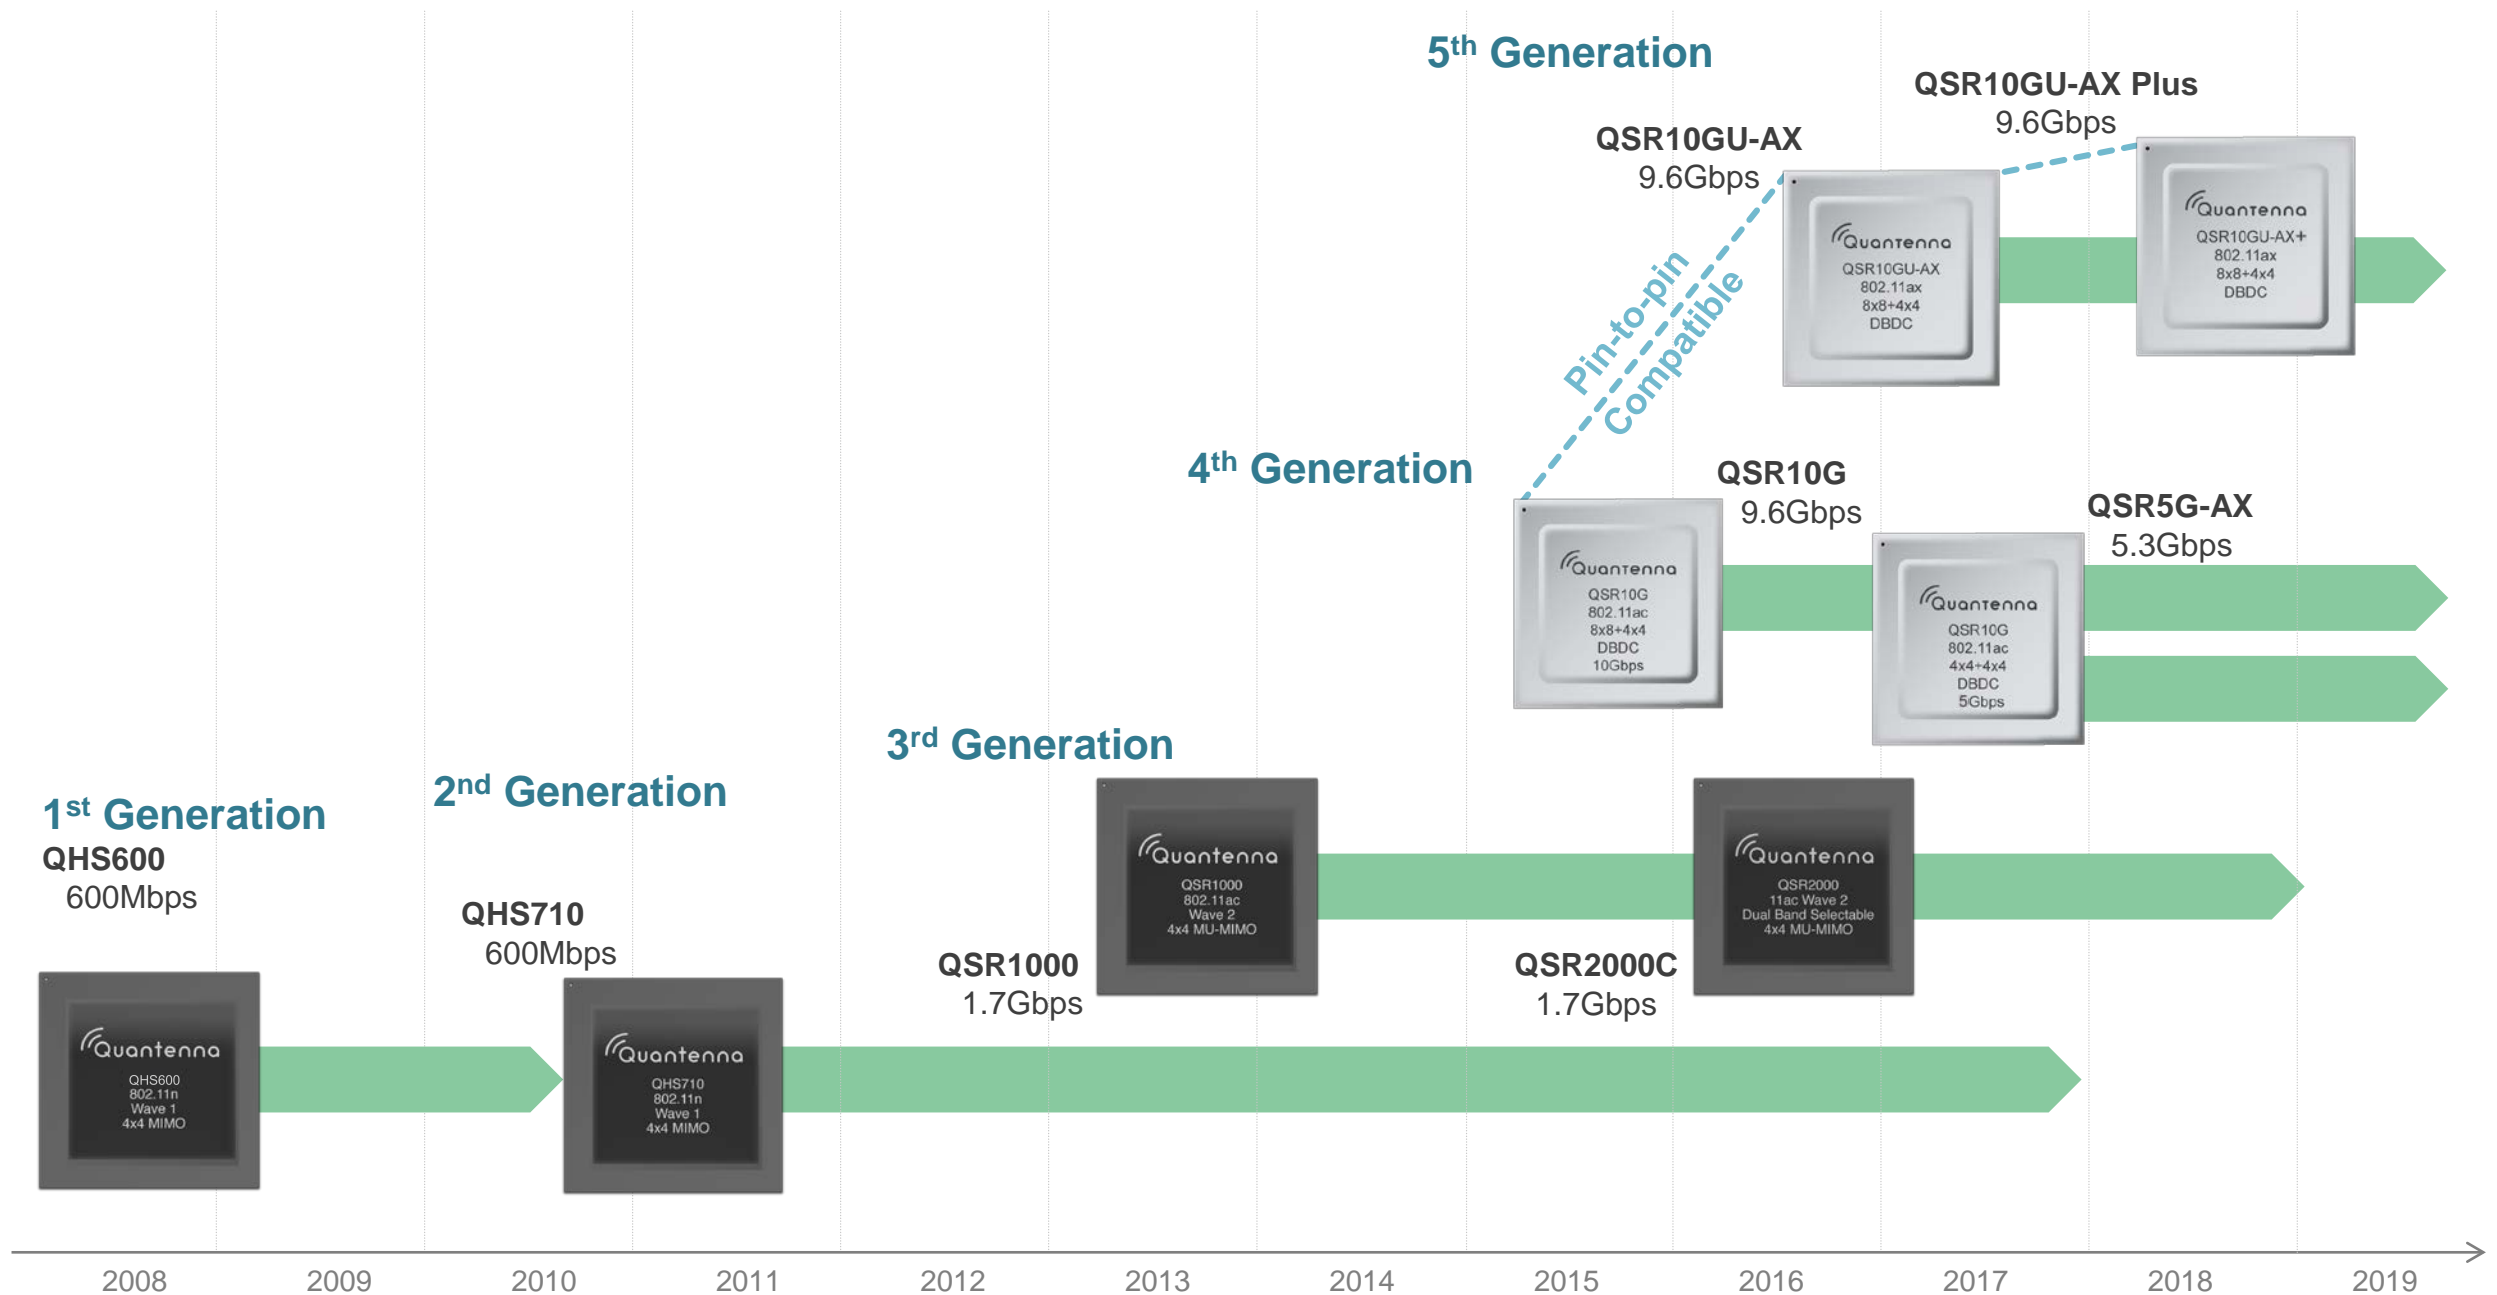 5th Generation
QSR10GU-AX Plus
9.6Gbps
QSR10GU-AX
9.6Gbps
Quantenna
QSR10GU-AX
802.11ax
8x8+4x4
DBDC
Quantenna
QSR10GU-AX+
802.11ax
8x8+4x4
DBDC
Pin-to-pin
Compatible
4th Generation
QSR10G
9.6Gbps
QSR5G-AX
5.3Gbps
Quantenna
QSR10G
802.11ac
8x8+4x4
DBDC
10Gbps
Quantenna
QSR10G
802.11ac
4x4+4x4
DBDC
5Gbps
3rd Generation
Quantenna
QSR1000
802.11ac
Wave 2
4x4 MU-MIMO
QSR1000
1.7Gbps
Quantenna
QSR2000
11ac Wave 2
Dual Band Selectable
4x4 MU-MIMO
QSR2000C
1.7Gbps
2nd Generation
QHS710
600Mbps
Quantenna
QHS710
802.11n
Wave 1
4x4 MIMO
1st Generation
QHS600
600Mbps
Quantenna
QHS600
802.11n
Wave 1
4x4 MIMO
2008 2009 2010 2011 2012 2013 2014 2015 2016 2017 2018 2019